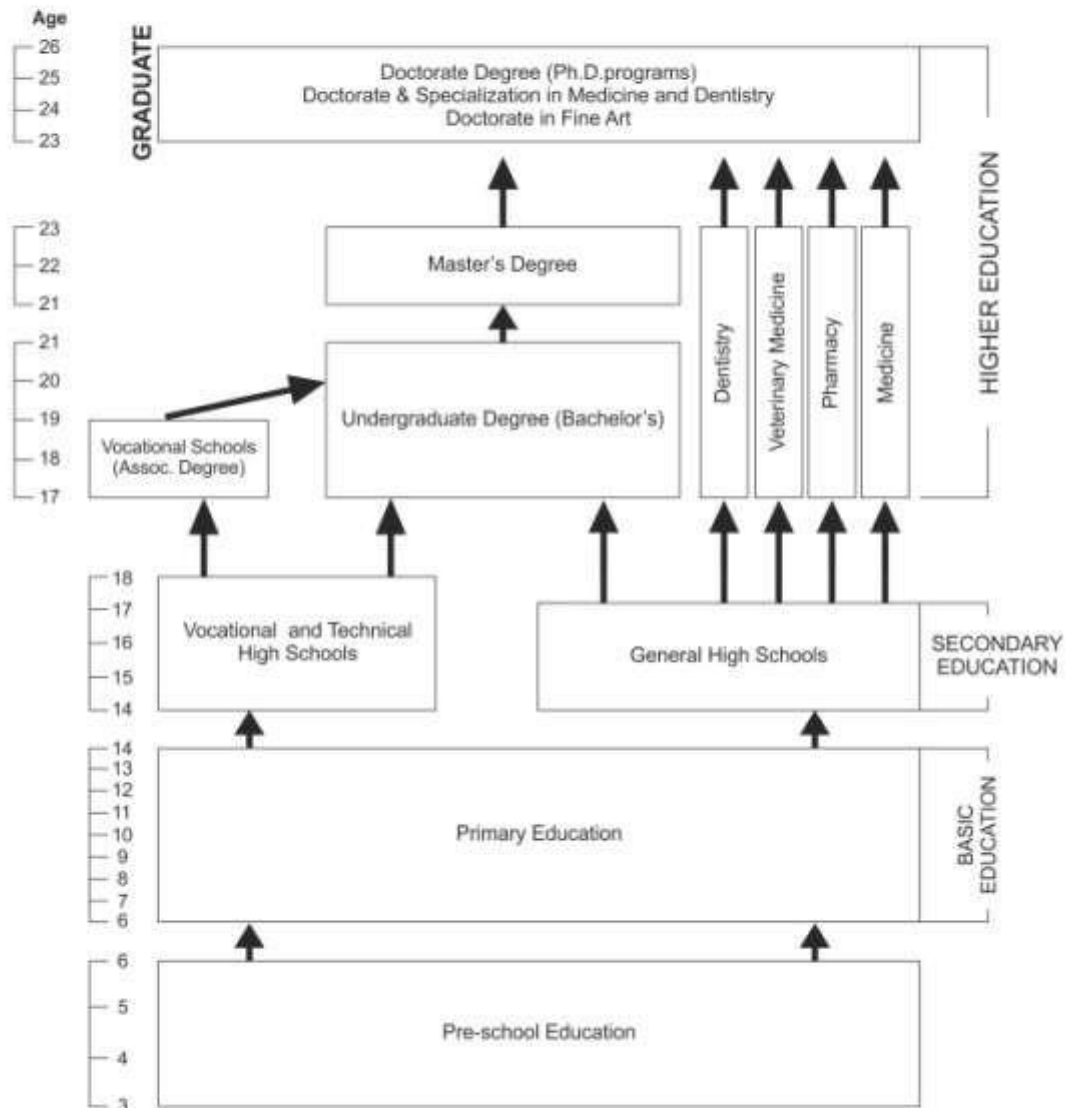 Age
26
25
24
23
GRADUATE
Doctorate Degree (Ph.D.programs)
Doctorate & Specialization in Medicine and Dentistry
Doctorate in Fine Art
HIGHER EDUCATION
23
22
21
Master's Degree
21
20
19
18
17
Undergraduate Degree (Bachelor's)
Vocational Schools
(Assoc. Degree)
Dentistry
Veterinary Medicine
Pharmacy
Medicine
18
17
16
15
14
Vocational and Technical
High Schools
General High Schools
SECONDARY
EDUCATION
14
13
12
11
10
9
8
7
6
Primary Education
BASIC
EDUCATION
6
5
4
3
Pre-school Education